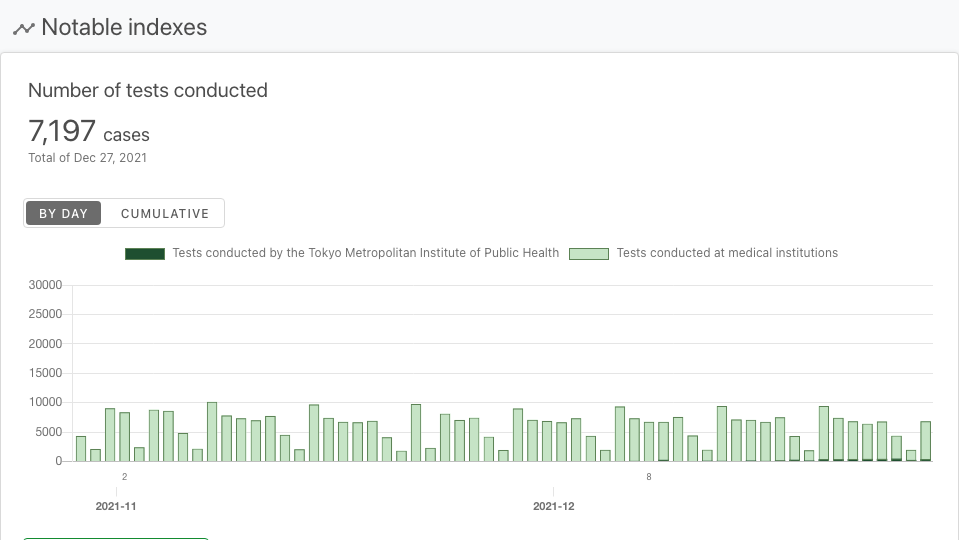 Notable indexes
Number of tests conducted
7,197 cases
Total of Dec 27, 2021
BY DAY CUMULATIVE
Tests conducted by the Tokyo Metropolitan Institute of Public Health Tests conducted at medical institutions
30000
25000
20000
15000
10000
5000
0
2 8
2021-11 2021-12